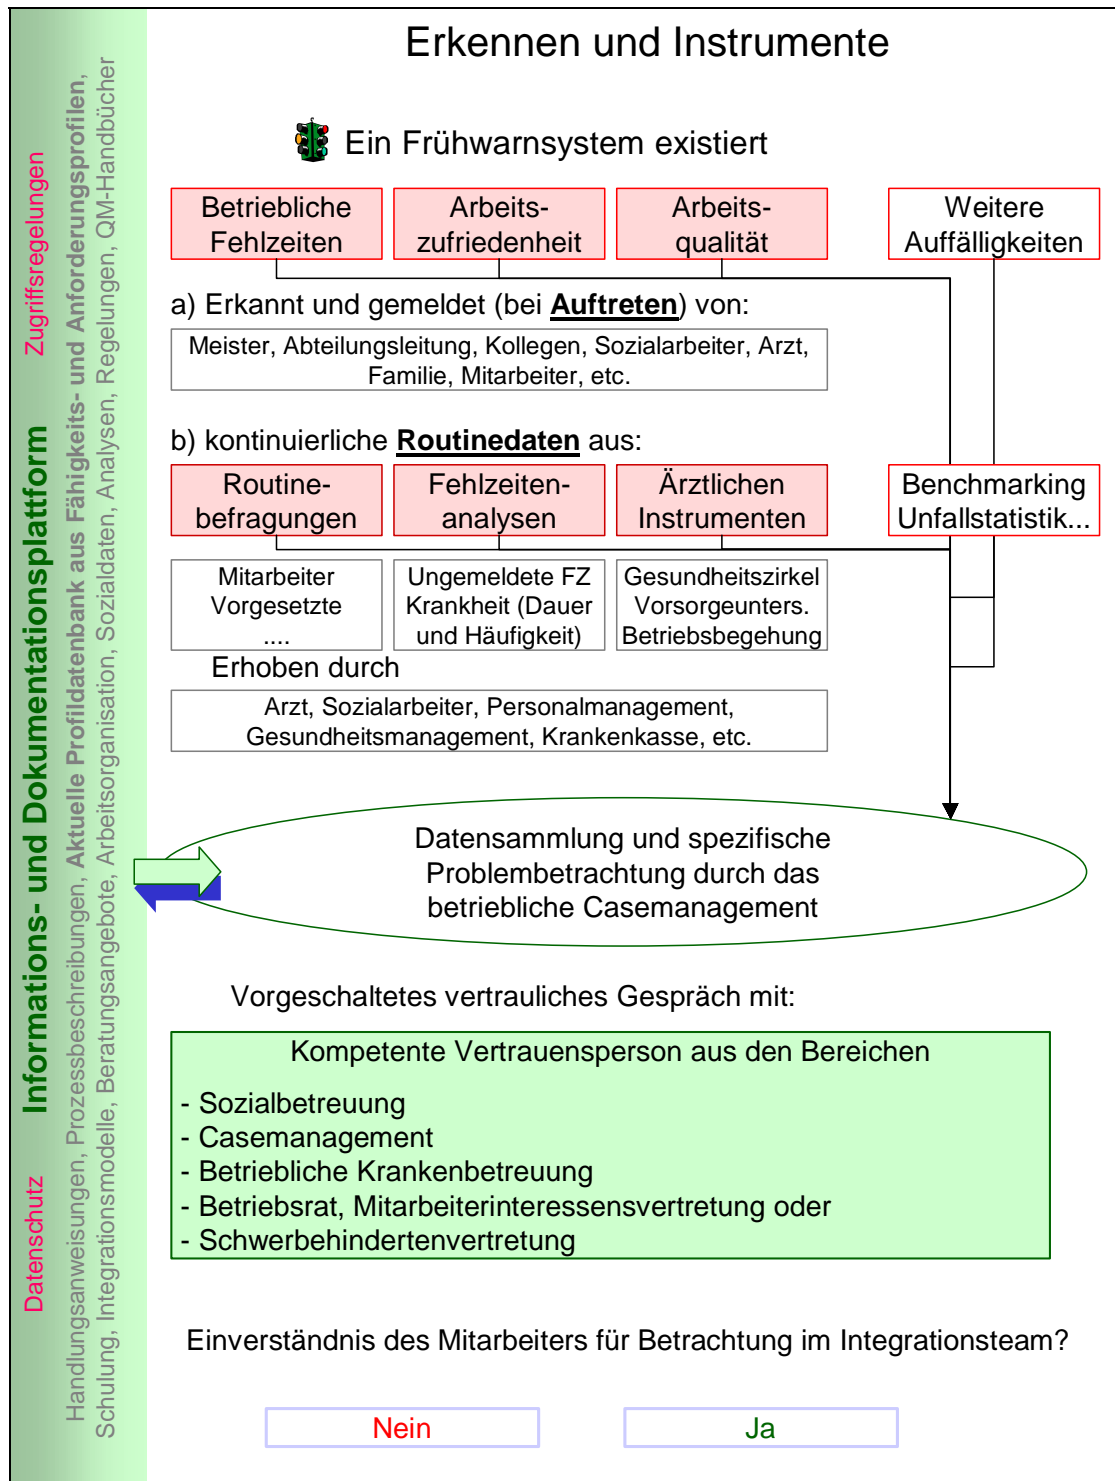 Erkennen und Instrumente
Ein Frühwarnsystem existiert
Betriebliche
Fehlzeiten
Arbeits-
zufriedenheit
Arbeits-
qualität
Weitere
Auffälligkeiten
a) Erkannt und gemeldet (bei Auftreten) von:
Meister, Abteilungsleitung, Kollegen, Sozialarbeiter, Arzt,
Familie, Mitarbeiter, etc.
b) kontinuierliche Routinedaten aus:
Routine-
befragungen
Fehlzeiten-
analysen
Ärztlichen
Instrumenten
Benchmarking
Unfallstatistik...
Mitarbeiter
Vorgesetzte
....
Ungemeldete FZ
Krankheit (Dauer
und Häufigkeit)
Gesundheitszirkel
Vorsorgeunters.
Betriebsbegehung
Erhoben durch
Arzt, Sozialarbeiter, Personalmanagement,
Gesundheitsmanagement, Krankenkasse, etc.
Datensammlung und spezifische
Problembetrachtung durch das
betriebliche Casemanagement
Vorgeschaltetes vertrauliches Gespräch mit:
Kompetente Vertrauensperson aus den Bereichen
- Sozialbetreuung
- Casemanagement
- Betriebliche Krankenbetreuung
- Betriebsrat, Mitarbeiterinteressensvertretung oder
- Schwerbehindertenvertretung
Einverständnis des Mitarbeiters für Betrachtung im Integrationsteam?
Nein
Ja
Datenschutz Informations- und Dokumentationsplattform Zugriffsregelungen
Handlungsanweisungen, Prozessbeschreibungen, Aktuelle Profildatenbank aus Fähigkeits- und Anforderungsprofilen,
Schulung, Integrationsmodelle, Beratungsangebote, Arbeitsorganisation, Sozialdaten, Analysen, Regelungen, QM-Handbücher